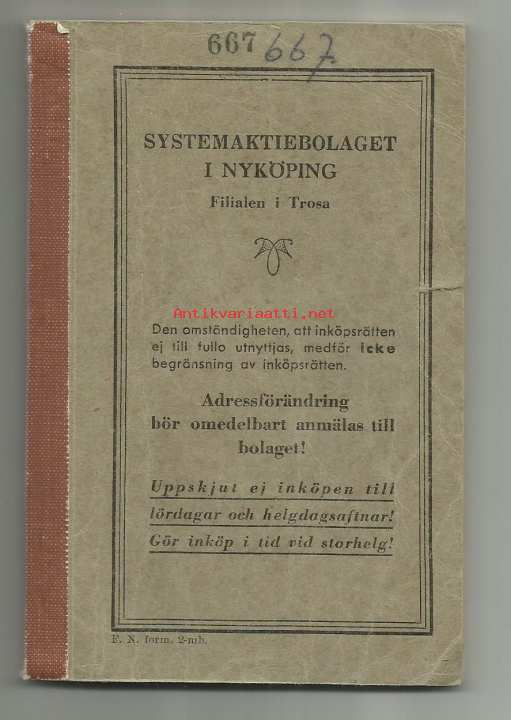 667 667.
SYSTEMAKTIEBOLAGET
I NYKÖPING
Filialen i Trosa
Antikvariaatti.net
Den omständigheten, att inköpsrätten
ej till fullo utnyttjas, medför icke
begränsning av inköpsrätten.
Adressförändring
bör omedelbart anmälas till
bolaget!
Uppskjut ej inköpen till
lördagar och helgdagsaftnar!
Gör inköp i tid vid storhelg!
F. N. form. 2-mb.